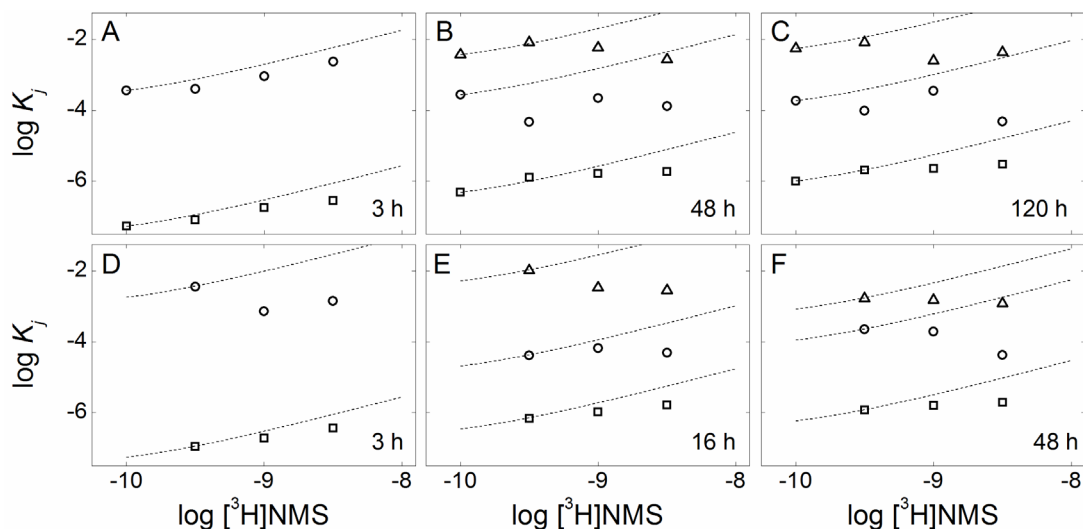 A B C
-2
-4
-6
log Kj
3 h 48 h 120 h
D E F
-2
-4
-6
log Kj
3 h 16 h 48 h
-10 -9 -8 -10 -9 -8 -10 -9 -8
log [³H]NMS log [³H]NMS log [³H]NMS